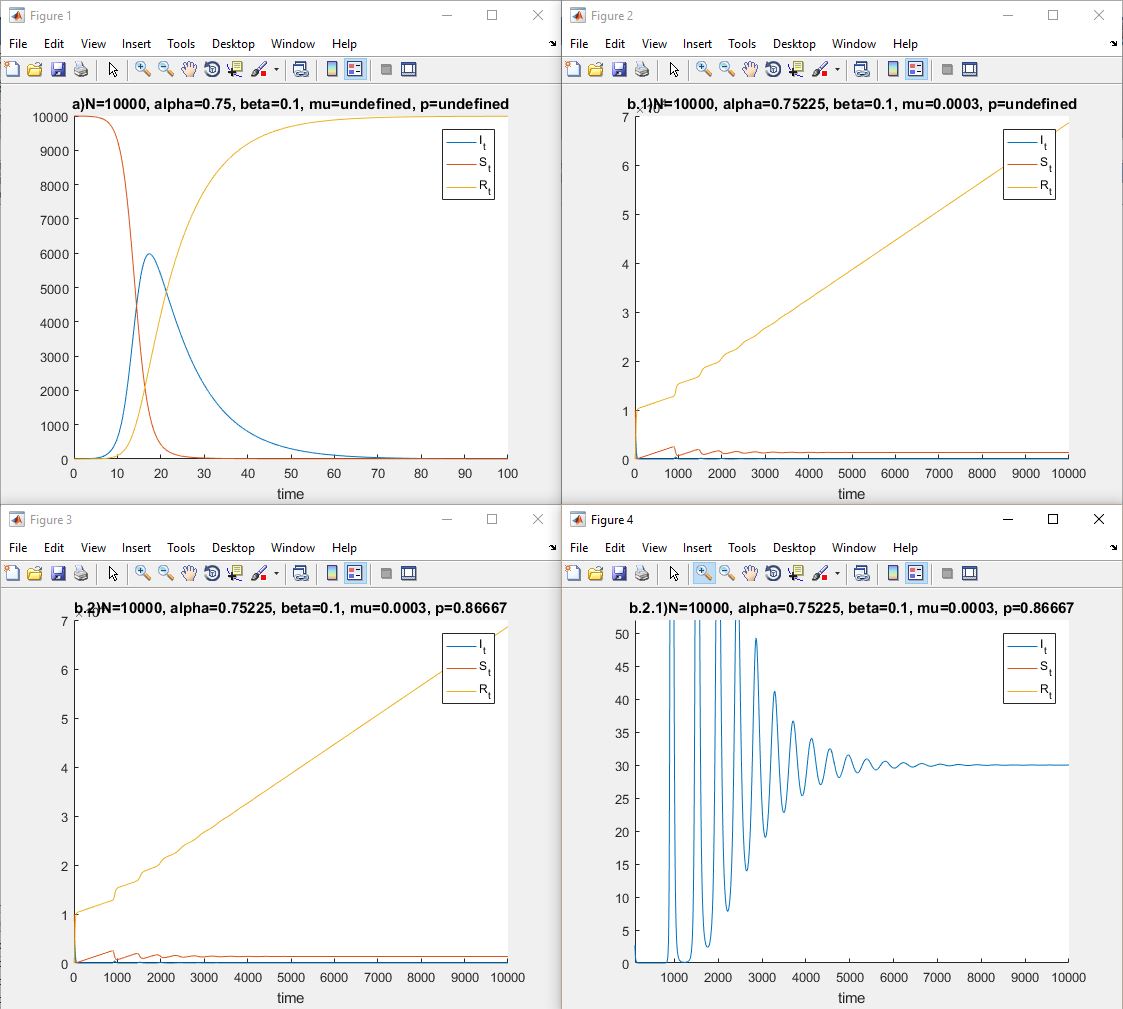 Figure 1
File Edit View Insert Tools Desktop Window Help
a)N=10000, alpha=0.75, beta=0.1, mu=undefined, p=undefined
10000
9000
8000
7000
6000
5000
4000
3000
2000
1000
0
I_t
S_t
R_t
0 10 20 30 40 50 60 70 80 90 100
time
Figure 2
File Edit View Insert Tools Desktop Window Help
b.1)N=10000, alpha=0.75225, beta=0.1, mu=0.0003, p=undefined
7
6
5
4
3
2
1
0
I_t
S_t
R_t
0 1000 2000 3000 4000 5000 6000 7000 8000 9000 10000
time
Figure 3
File Edit View Insert Tools Desktop Window Help
b.2)N=10000, alpha=0.75225, beta=0.1, mu=0.0003, p=0.86667
7
6
5
4
3
2
1
0
I_t
S_t
R_t
0 1000 2000 3000 4000 5000 6000 7000 8000 9000 10000
time
Figure 4
File Edit View Insert Tools Desktop Window Help
b.2.1)N=10000, alpha=0.75225, beta=0.1, mu=0.0003, p=0.86667
50
45
40
35
30
25
20
15
10
5
0
I_t
S_t
R_t
1000 2000 3000 4000 5000 6000 7000 8000 9000 10000
time